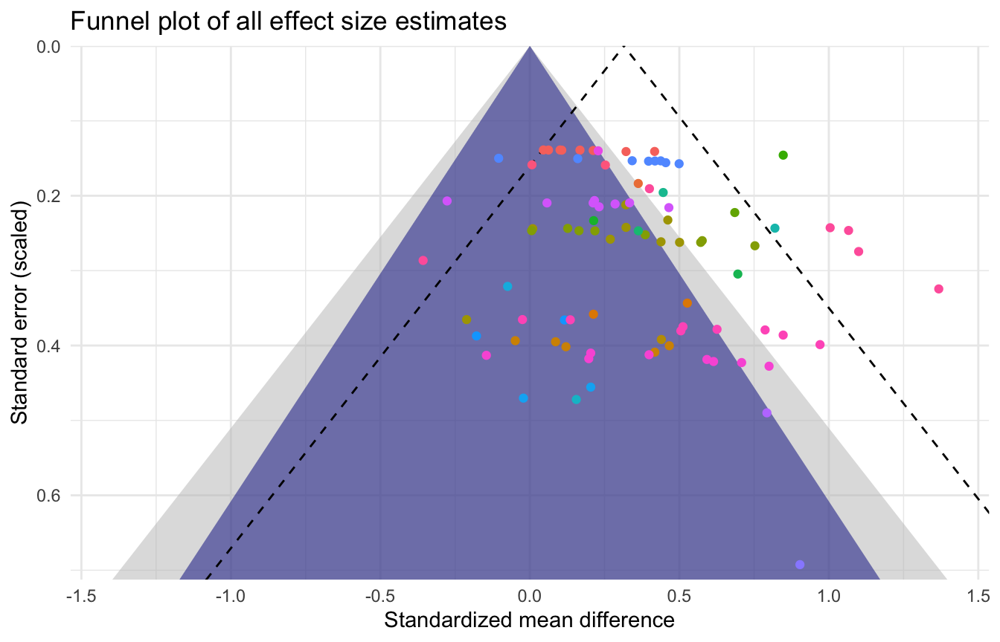 Funnel plot of all effect size estimates
0.0
0.2
0.4
0.6
Standard error (scaled)
-1.5 -1.0 -0.5 0.0 0.5 1.0 1.5
Standardized mean difference